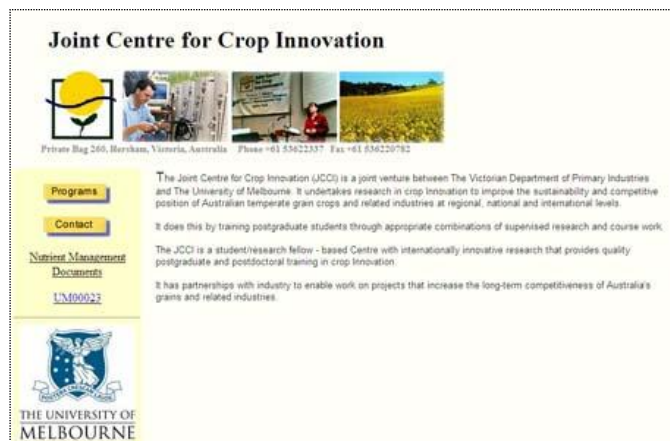 Joint Centre for Crop Innovation
Private Bag 260, Horsham, Victoria, Australia Phone +61 53622337 Fax +61 536220782
Programs
Contact
Nutrient Management
Documents
UM00023
The Joint Centre for Crop Innovation (JCCI) is a joint venture between The Victorian Department of Primary Industries
and The University of Melbourne. It undertakes research in crop Innovation to improve the sustainability and competitive
position of Australian temperate grain crops and related industries at regional, national and international levels.
It does this by training postgraduate students through appropriate combinations of supervised research and course work.
The JCCI is a student/research fellow - based Centre with internationally innovative research that provides quality
postgraduate and postdoctoral training in crop Innovation.
It has partnerships with industry to enable work on projects that increase the long-term competitiveness of Australia's
grains and related industries.
THE UNIVERSITY OF
MELBOURNE